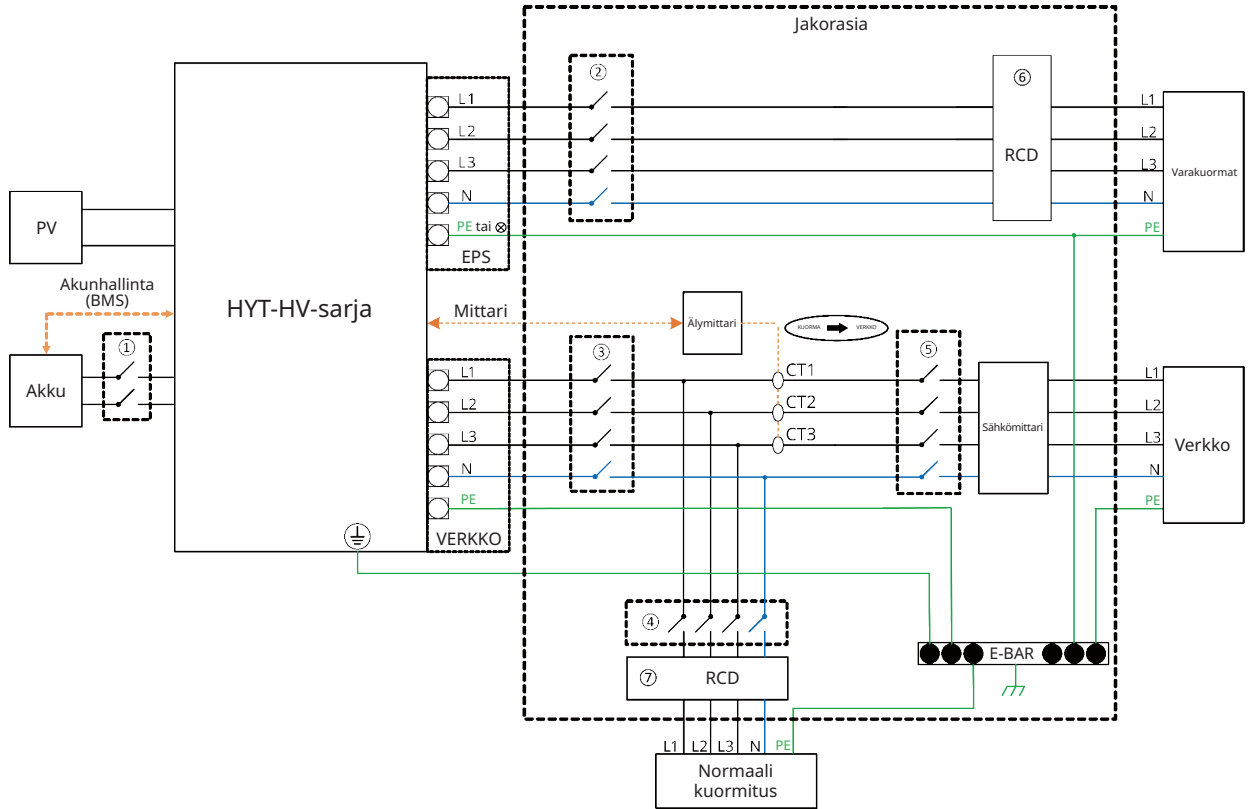 Jakorasia
②
⑥
L1
L2
L3
N
PE tai ⊗
EPS
RCD
L1
L2
L3
N
PE
Varakuormat
PV
Akunhallinta
(BMS)
HYT-HV-sarja
Mittari
Älymittari
KUORMA VERKKO
①
Akku
③
⑤
L1
L2
L3
N
PE
VERKKO
CT1
CT2
CT3
Sähkömittari
L1
L2
L3
N
PE
Verkko
④
⑦
RCD
E-BAR
L1 L2 L3 N PE
Normaali
kuormitus